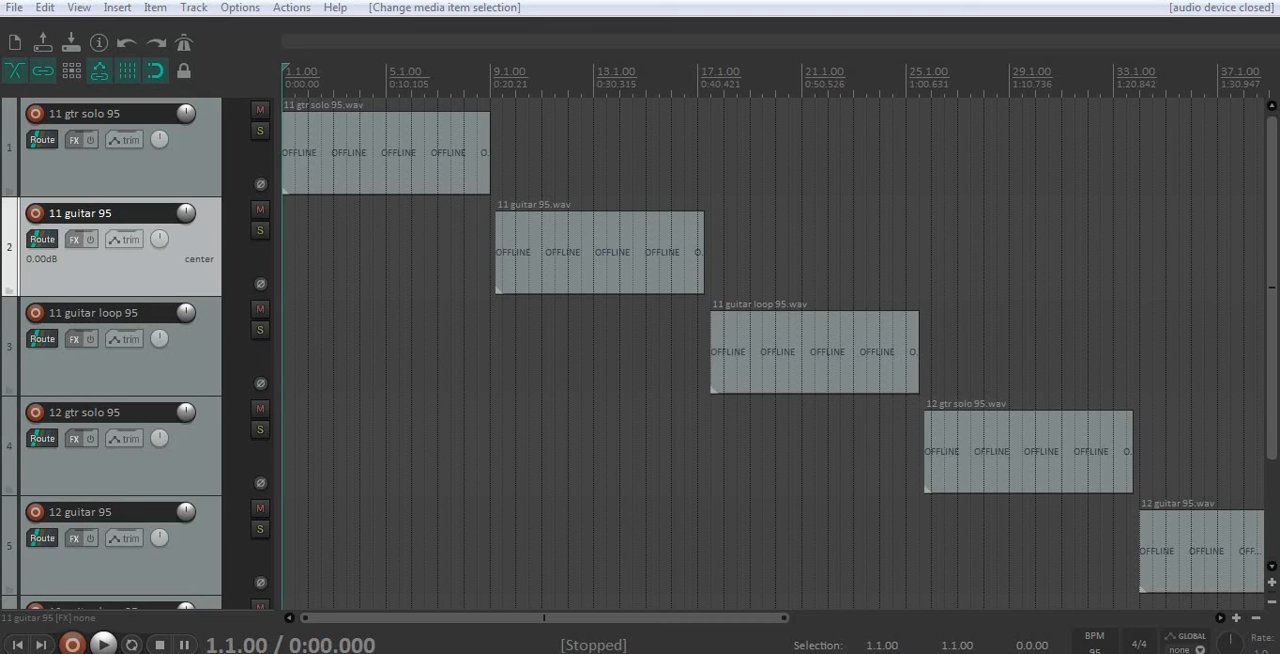 File Edit Insert Item Track Options Actions Help [Change media item selection] [audio device closed]
1.1.00 5.1.00 9.1.00 13.1.00 17.1.00 21.1.00 25.1.00 29.1.00 33.1.00 37.1.00
0:00.00 0:10.105 0:20.21 0:30.315 0:40.421 0:50.526 1:00.631 1:10.736 1:20.842 1:30.947
11 gtr solo 95 M 11 gtr solo 95.wav
Route FX trim S
1 OFFLINE OFFLINE OFFLINE OFFLINE O.
11 guitar 95 M 11 guitar 95.wav
Route FX trim S
2 0.00dB center OFFLINE OFFLINE OFFLINE OFFLINE O.
11 guitar loop 95 M 11 guitar loop 95.wav
Route FX trim S
3 OFFLINE OFFLINE OFFLINE OFFLINE O.
12 gtr solo 95 M 12 gtr solo 95.wav
Route FX trim S
4 OFFLINE OFFLINE OFFLINE OFFLINE O.
12 guitar 95 M 12 guitar 95.wav
Route FX trim S
5 OFFLINE OFFLINE OFF...
M
11 guitar 95 [FX] none
1.1.00 / 0:00.000 [Stopped] Selection: 1.1.00 1.1.00 0.0.00 BPM 95 4/4 GLOBAL none Rate: 1.0